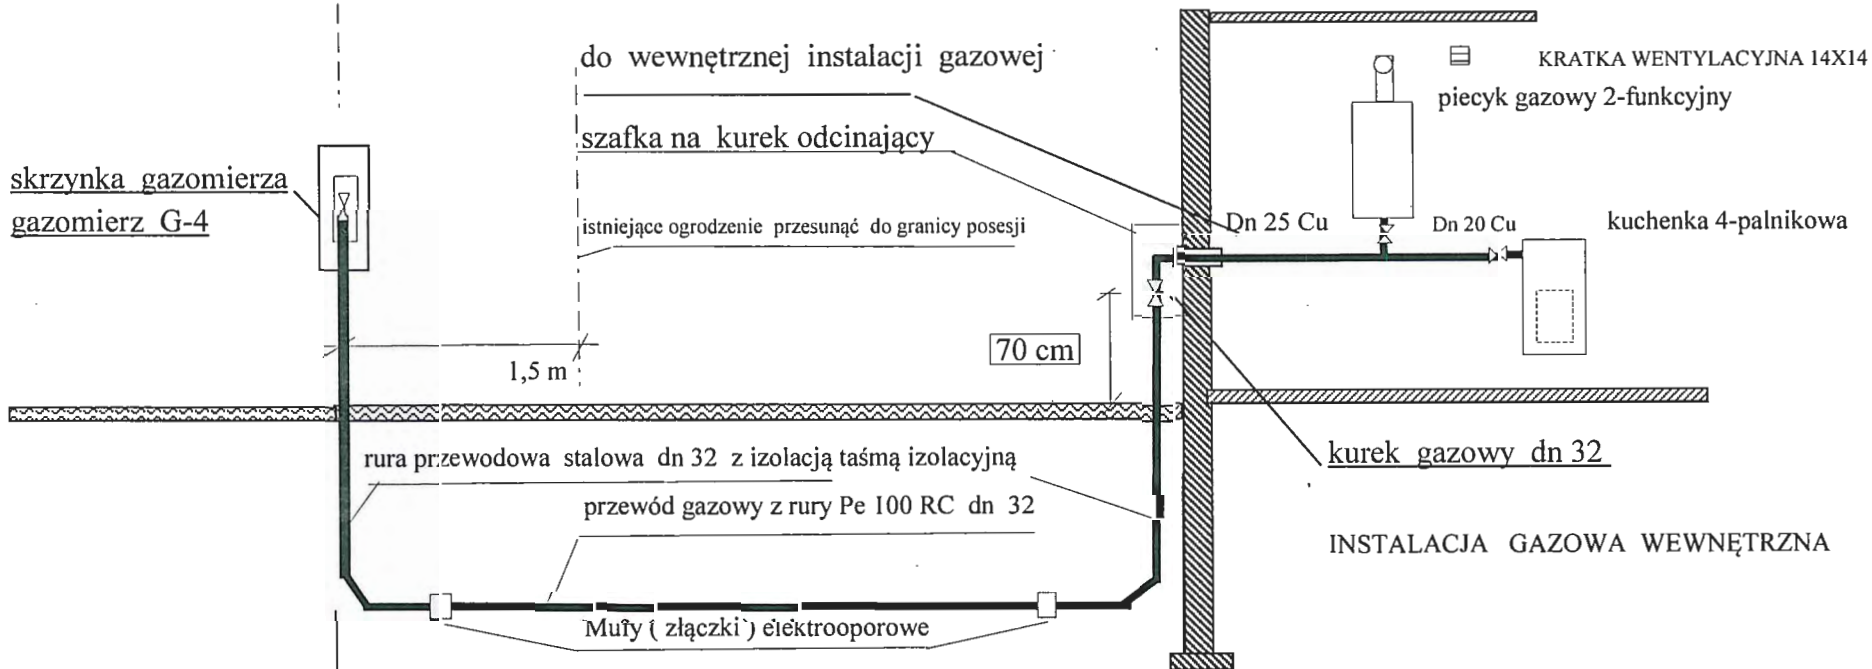 do wewnętrznej instalacji gazowej
KRATKA WENTYLACYJNA 14X14
piecyk gazowy 2-funkcyjny
szafka na kurek odcinający
skrzynka gazomierza
gazomierz G-4
istniejące ogrodzenie przesunąć do granicy posesji
Dn 25 Cu
Dn 20 Cu
kuchenka 4-palnikowa
70 cm
1,5 m
rura przewodowa stalowa dn 32 z izolacją taśmą izolacyjną
kurek gazowy dn 32
przewód gazowy z rury Pe 100 RC dn 32
INSTALACJA GAZOWA WEWNĘTRZNA
Mufy ( złączki ) elektrooporowe